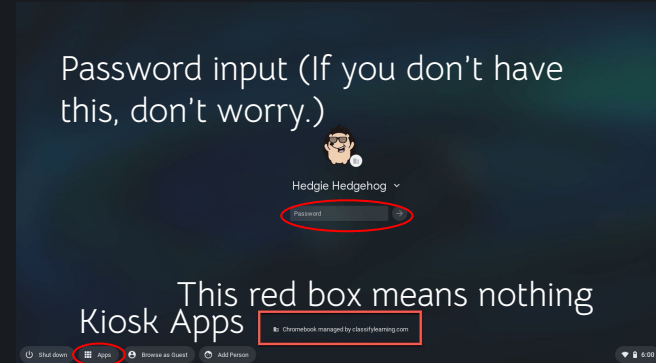 Password input (If you don't have
this, don't worry.)
Hedgie Hedgehog
Password
This red box means nothing
Kiosk Apps
Chromebook managed by classifylearning.com
Shut down
Apps
Browse as Guest
Add Person
6:00